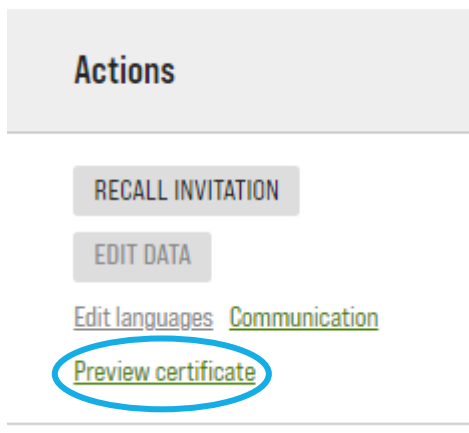 Actions
RECALL INVITATION
EDIT DATA
Edit languages Communication
Preview certificate